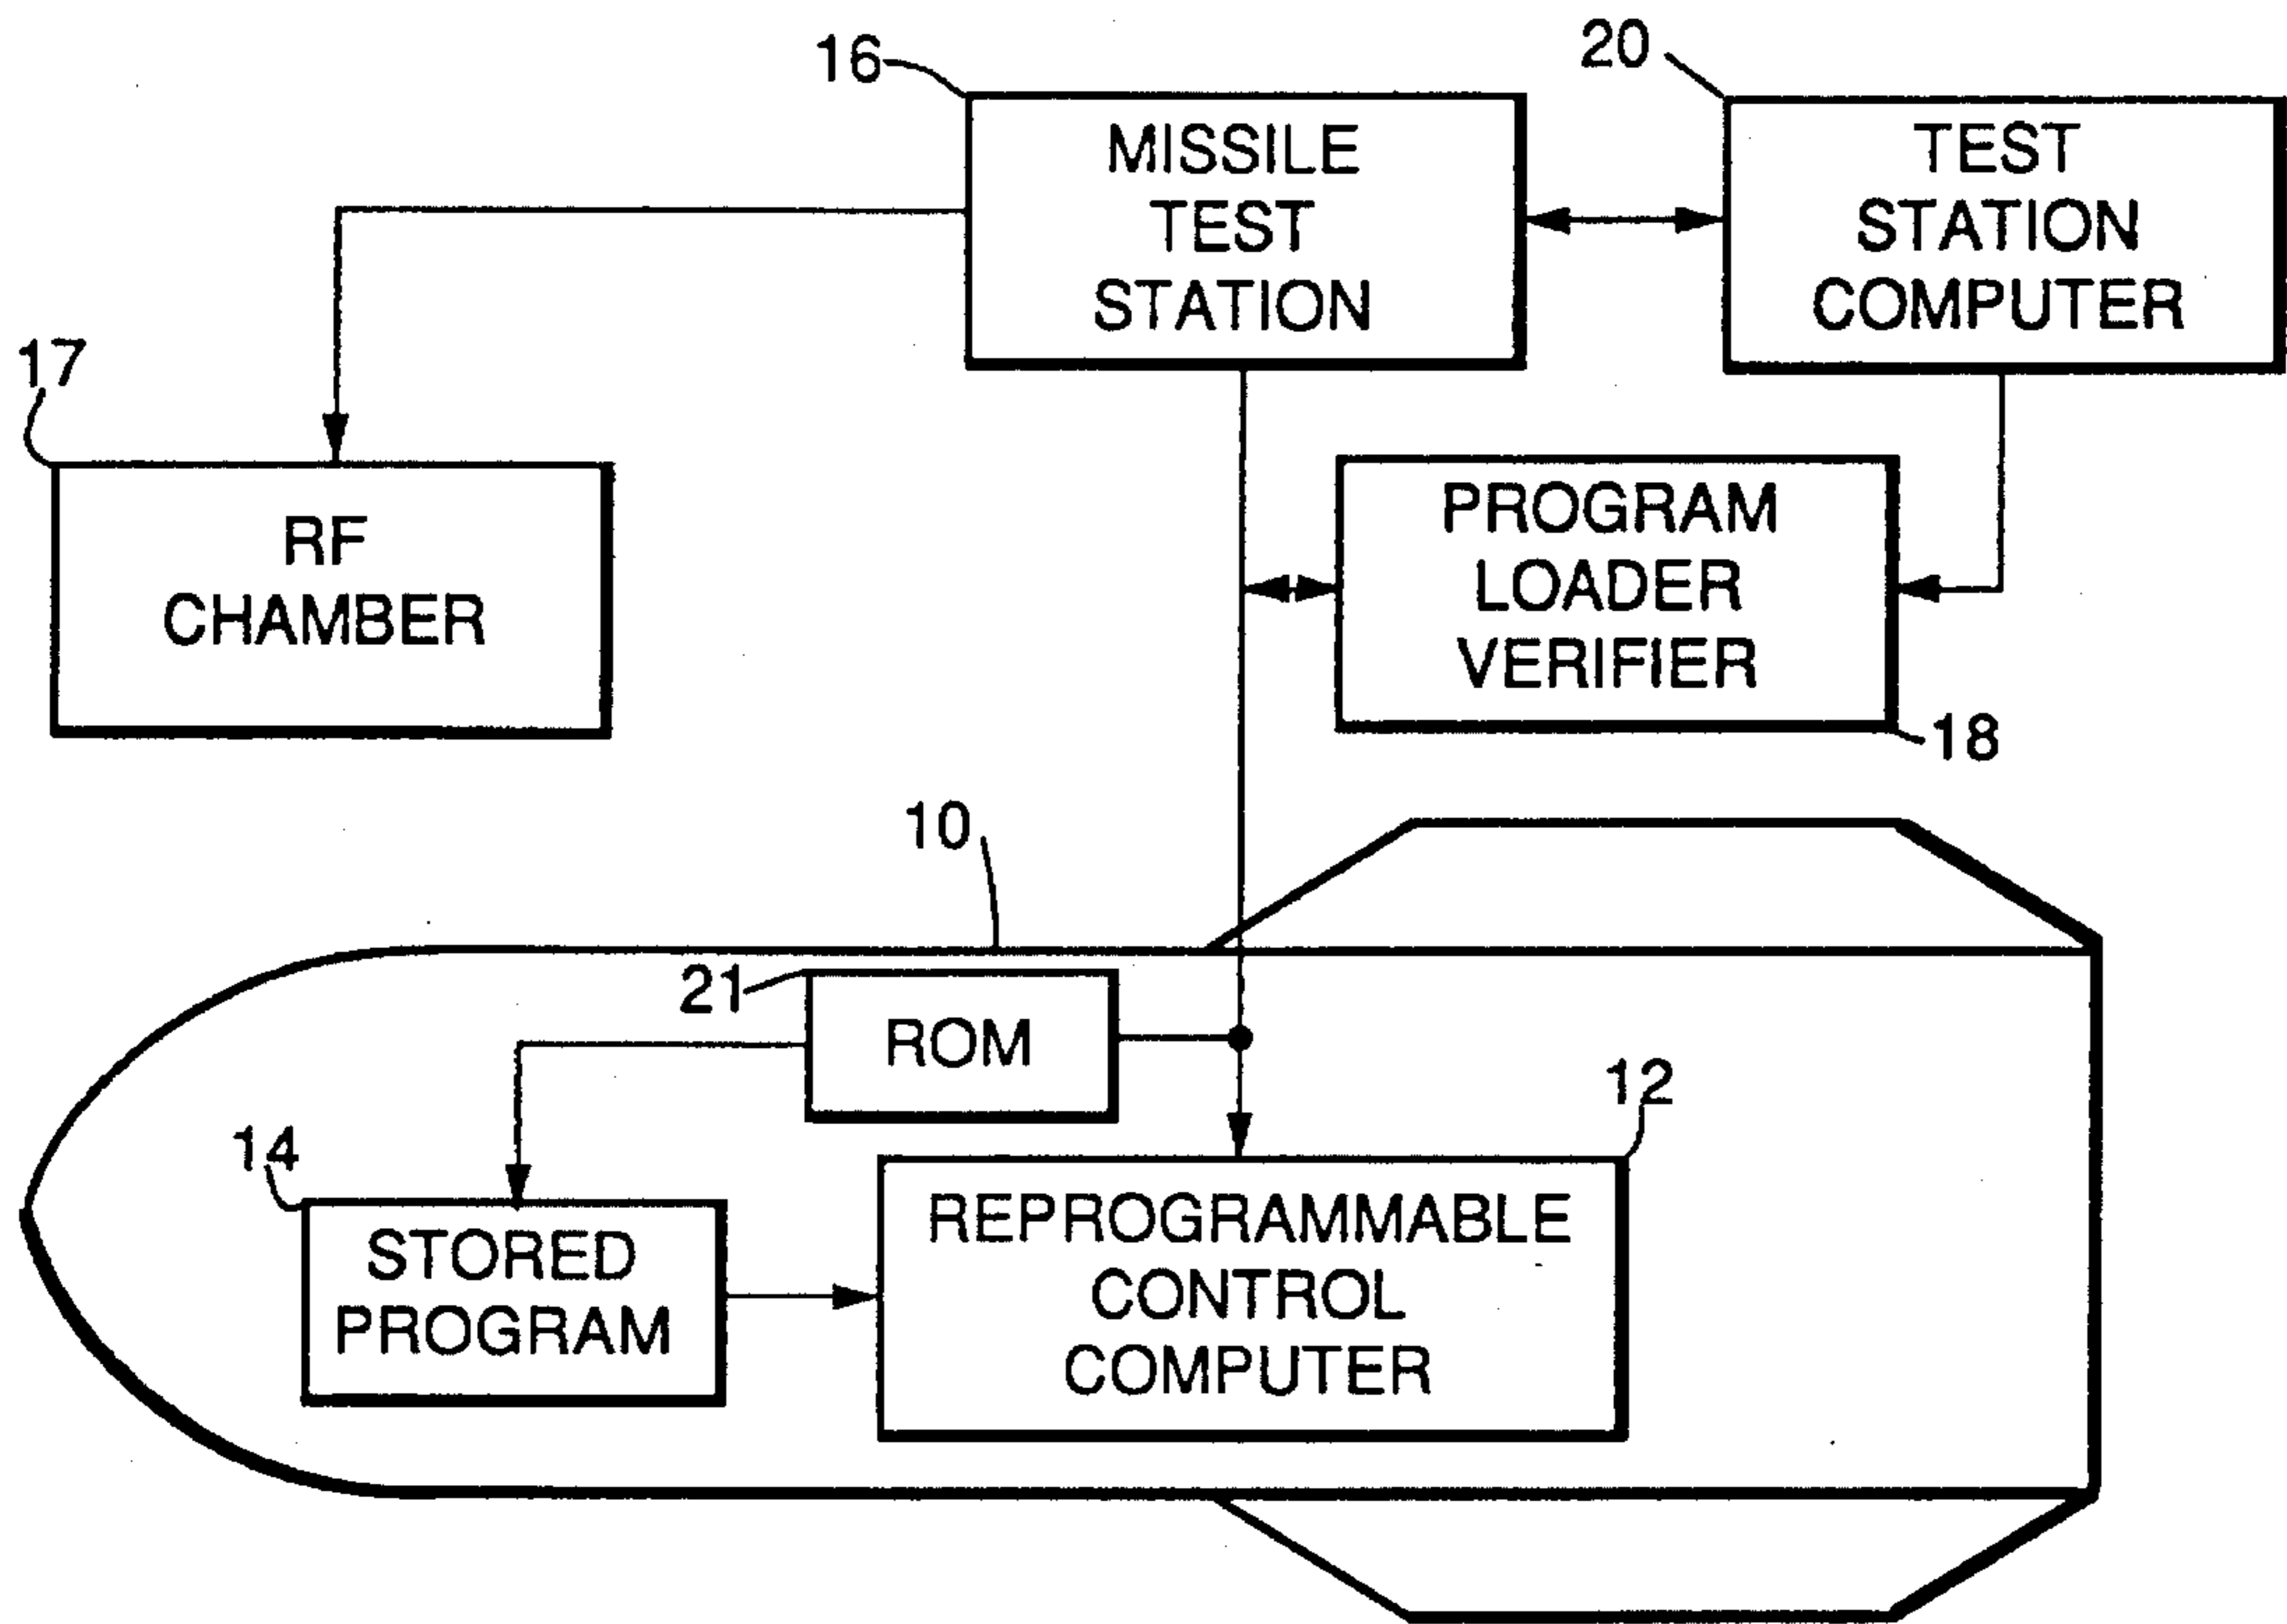 16
20
MISSILE
TEST
STATION
TEST
STATION
COMPUTER
17
RF
CHAMBER
PROGRAM
LOADER
VERIFIER
18
10
21
ROM
12
14
STORED
PROGRAM
REPROGRAMMABLE
CONTROL
COMPUTER